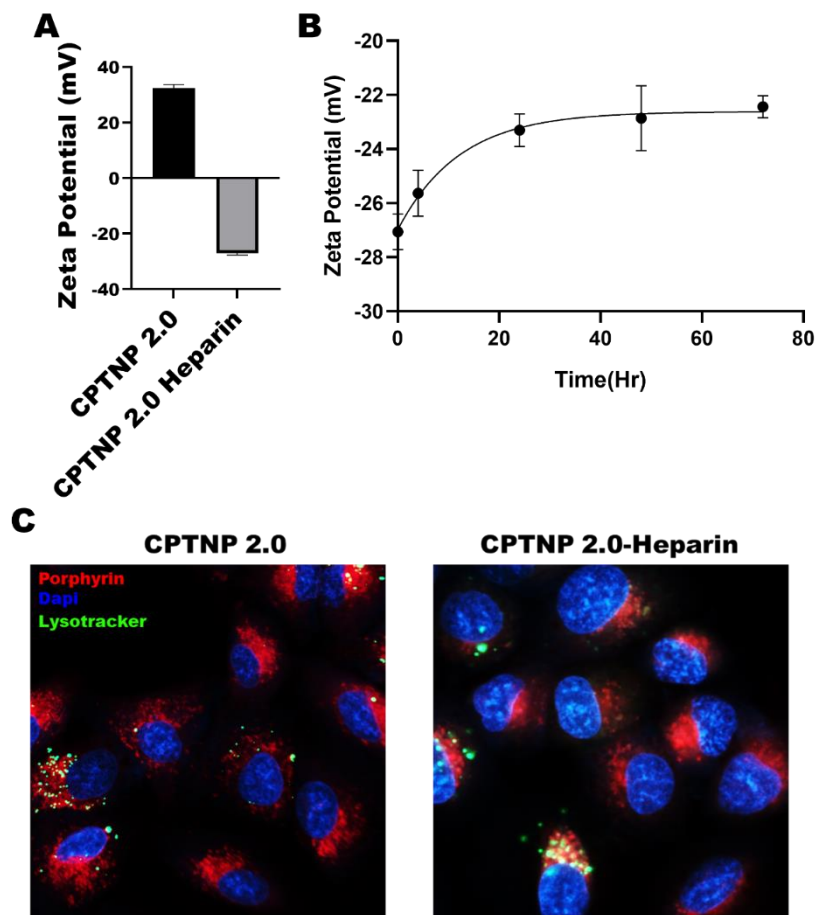 A
Zeta Potential (mV)
40
20
0
-20
-40
CPTNP 2.0
CPTNP 2.0 Heparin
B
Zeta Potential (mV)
-20
-22
-24
-26
-28
-30
0
20
40
60
80
Time(Hr)
C
CPTNP 2.0
Porphyrin
Dapi
Lysotracker
CPTNP 2.0-Heparin